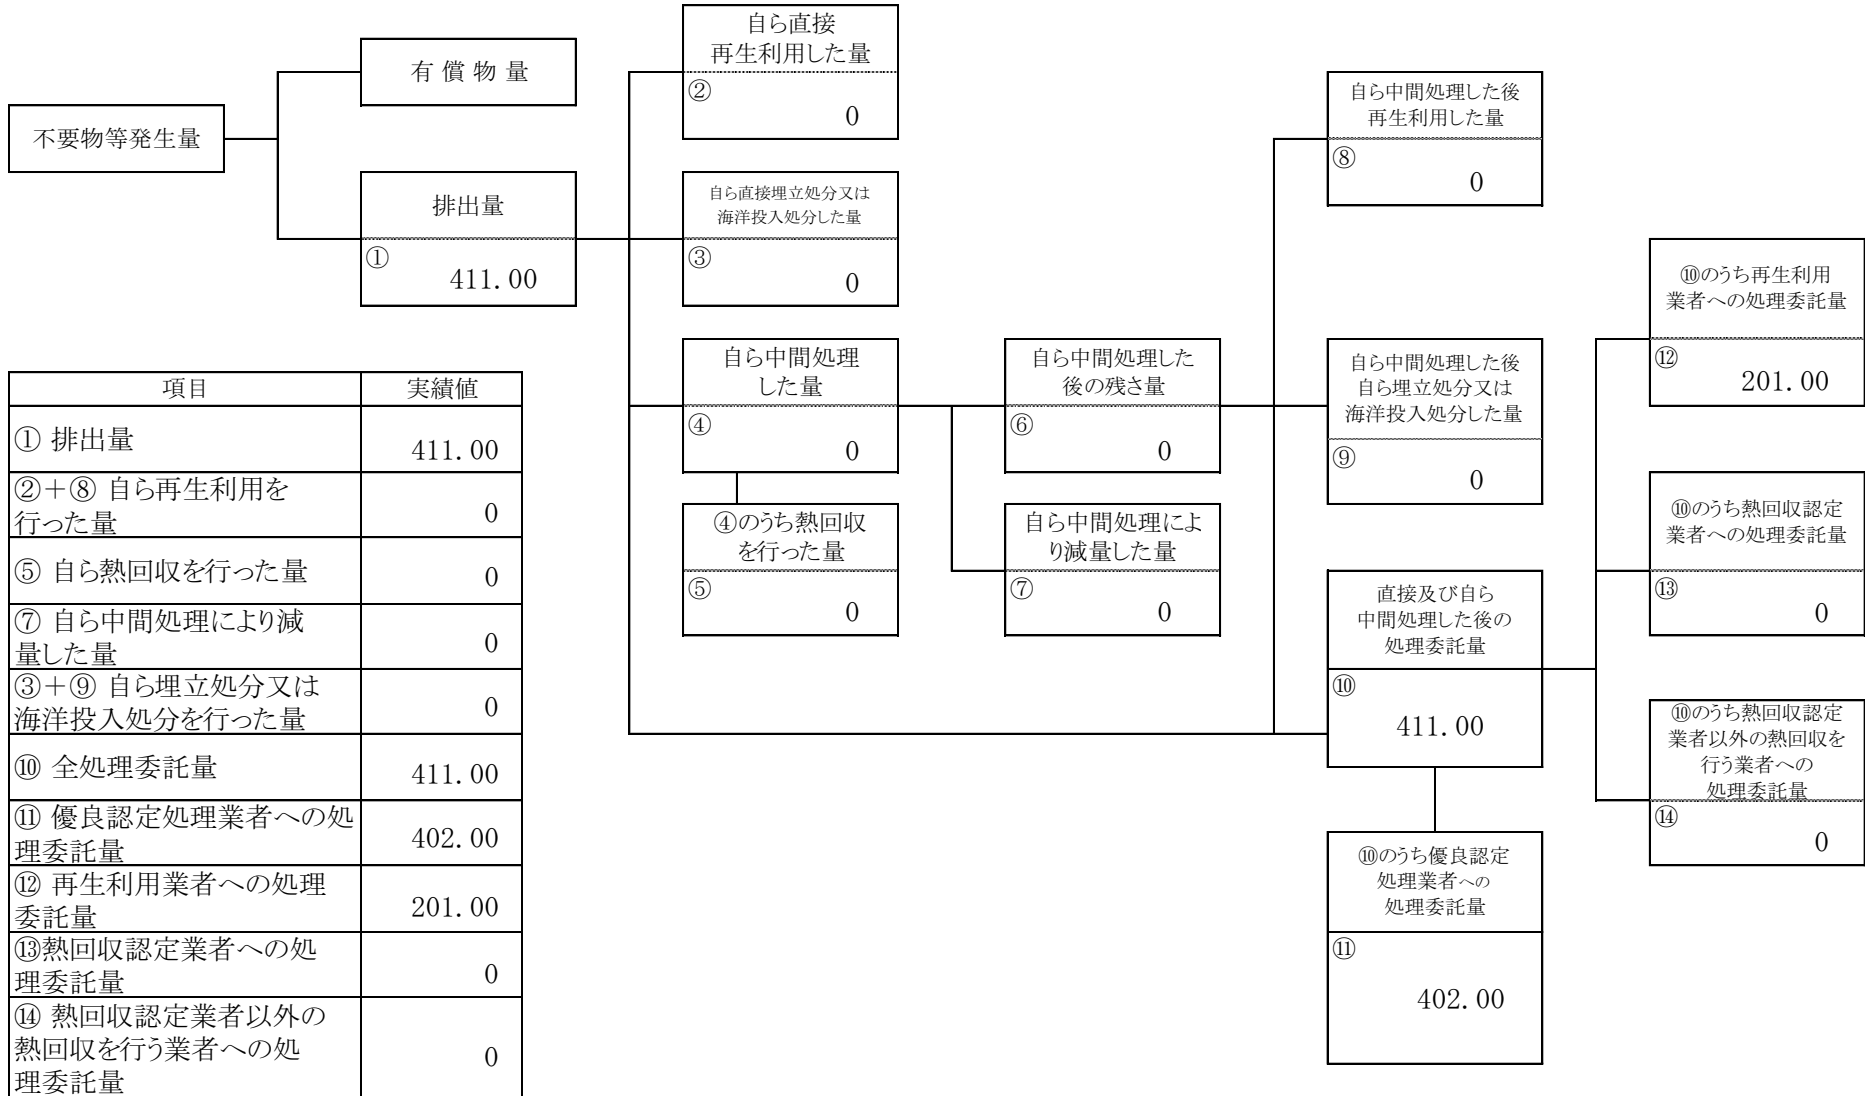 不要物等発生量
有 償 物 量
排出量
①
411.00
自ら直接
再生利用した量
②
0
自ら直接埋立処分又は
海洋投入処分した量
③
0
自ら中間処理
した量
④
0
④のうち熱回収
を行った量
⑤
0
自ら中間処理した
後の残さ量
⑥
0
自ら中間処理によ
り減量した量
⑦
0
自ら中間処理した後
再生利用した量
⑧
0
自ら中間処理した後
自ら埋立処分又は
海洋投入処分した量
⑨
0
直接及び自ら
中間処理した後の
処理委託量
⑩
411.00
⑩のうち優良認定
処理業者への
処理委託量
⑪
402.00
⑩のうち再生利用
業者への処理委託量
⑫
201.00
⑩のうち熱回収認定
業者への処理委託量
⑬
0
⑩のうち熱回収認定
業者以外の熱回収を
行う業者への
処理委託量
⑭
0
項目 実績値
① 排出量 411.00
②＋⑧ 自ら再生利用を
行った量 0
⑤ 自ら熱回収を行った量 0
⑦ 自ら中間処理により減
量した量 0
③＋⑨ 自ら埋立処分又は
海洋投入処分を行った量 0
⑩ 全処理委託量 411.00
⑪ 優良認定処理業者への処
理委託量 402.00
⑫ 再生利用業者への処理
委託量 201.00
⑬熱回収認定業者への処
理委託量 0
⑭ 熱回収認定業者以外の
熱回収を行う業者への処
理委託量 0